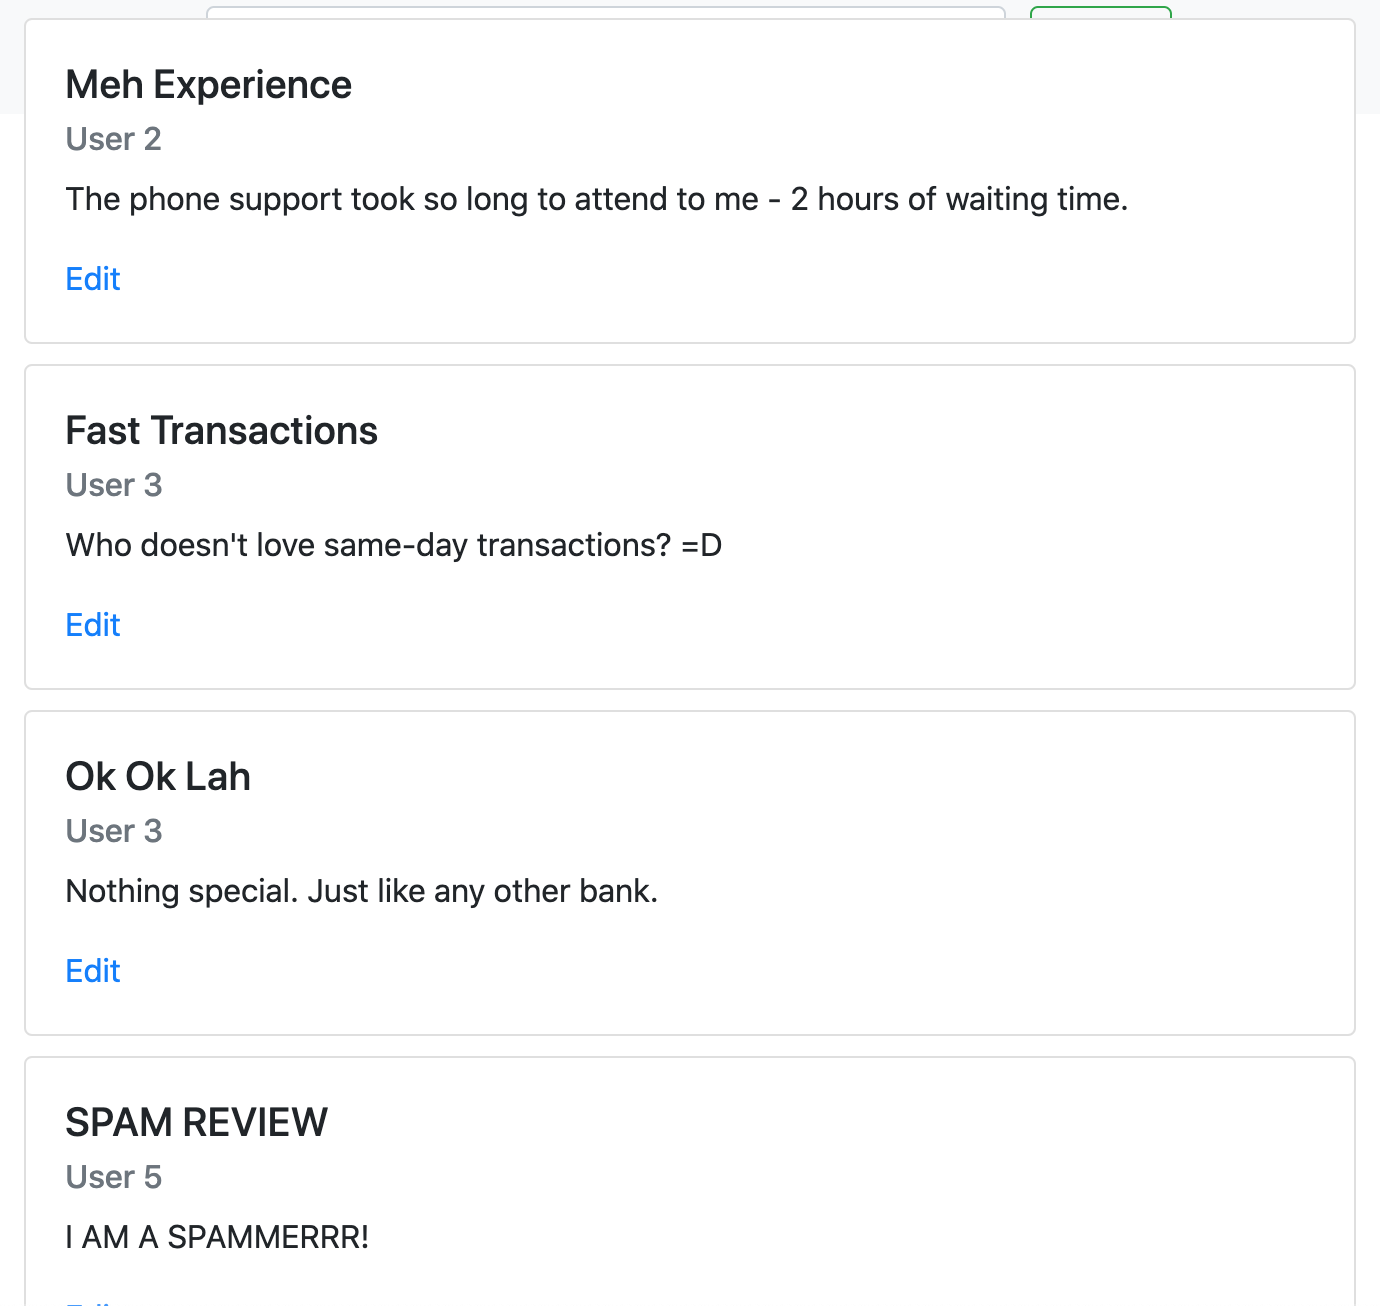 Meh Experience
User 2
The phone support took so long to attend to me - 2 hours of waiting time.
Edit
Fast Transactions
User 3
Who doesn't love same-day transactions? =D
Edit
Ok Ok Lah
User 3
Nothing special. Just like any other bank.
Edit
SPAM REVIEW
User 5
I AM A SPAMMERRR!